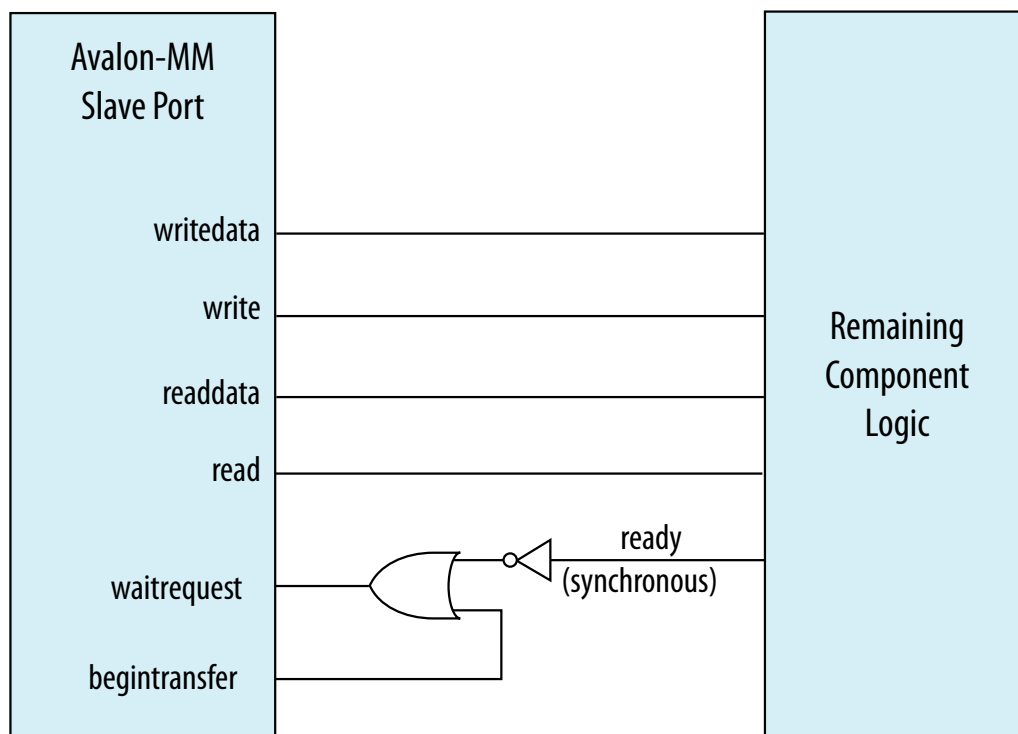 Avalon-MM
Slave Port
writedata
write
readdata
read
waitrequest
begintransfer
ready
(synchronous)
Remaining
Component
Logic